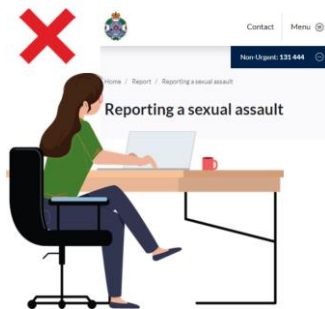 Contact Menu
Non-Urgent: 131 444
Home / Report / Reporting a sexual assault
Reporting a sexual assault